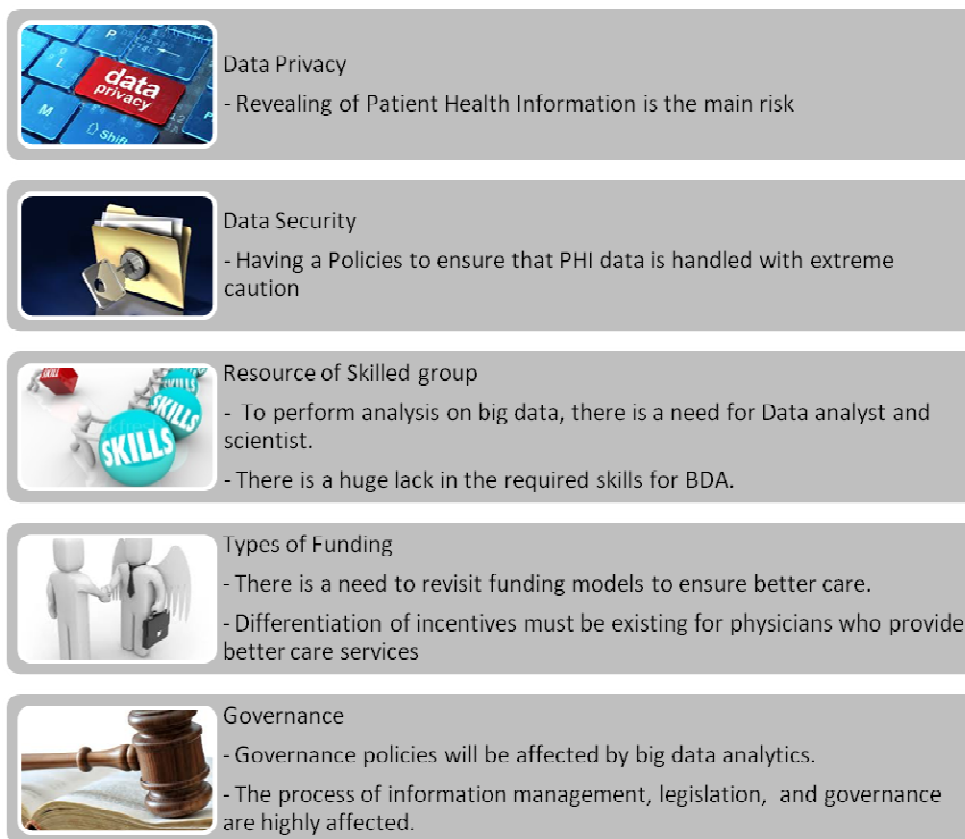 P
L
data
privacy
M
Shift
Data Privacy
- Revealing of Patient Health Information is the main risk
Data Security
- Having a Policies to ensure that PHI data is handled with extreme
caution
SKILLS
SKILLS
SKILLS
Resource of Skilled group
- To perform analysis on big data, there is a need for Data analyst and
scientist.
- There is a huge lack in the required skills for BDA.
Types of Funding
- There is a need to revisit funding models to ensure better care.
- Differentiation of incentives must be existing for physicians who provide
better care services
Governance
- Governance policies will be affected by big data analytics.
- The process of information management, legislation, and governance
are highly affected.